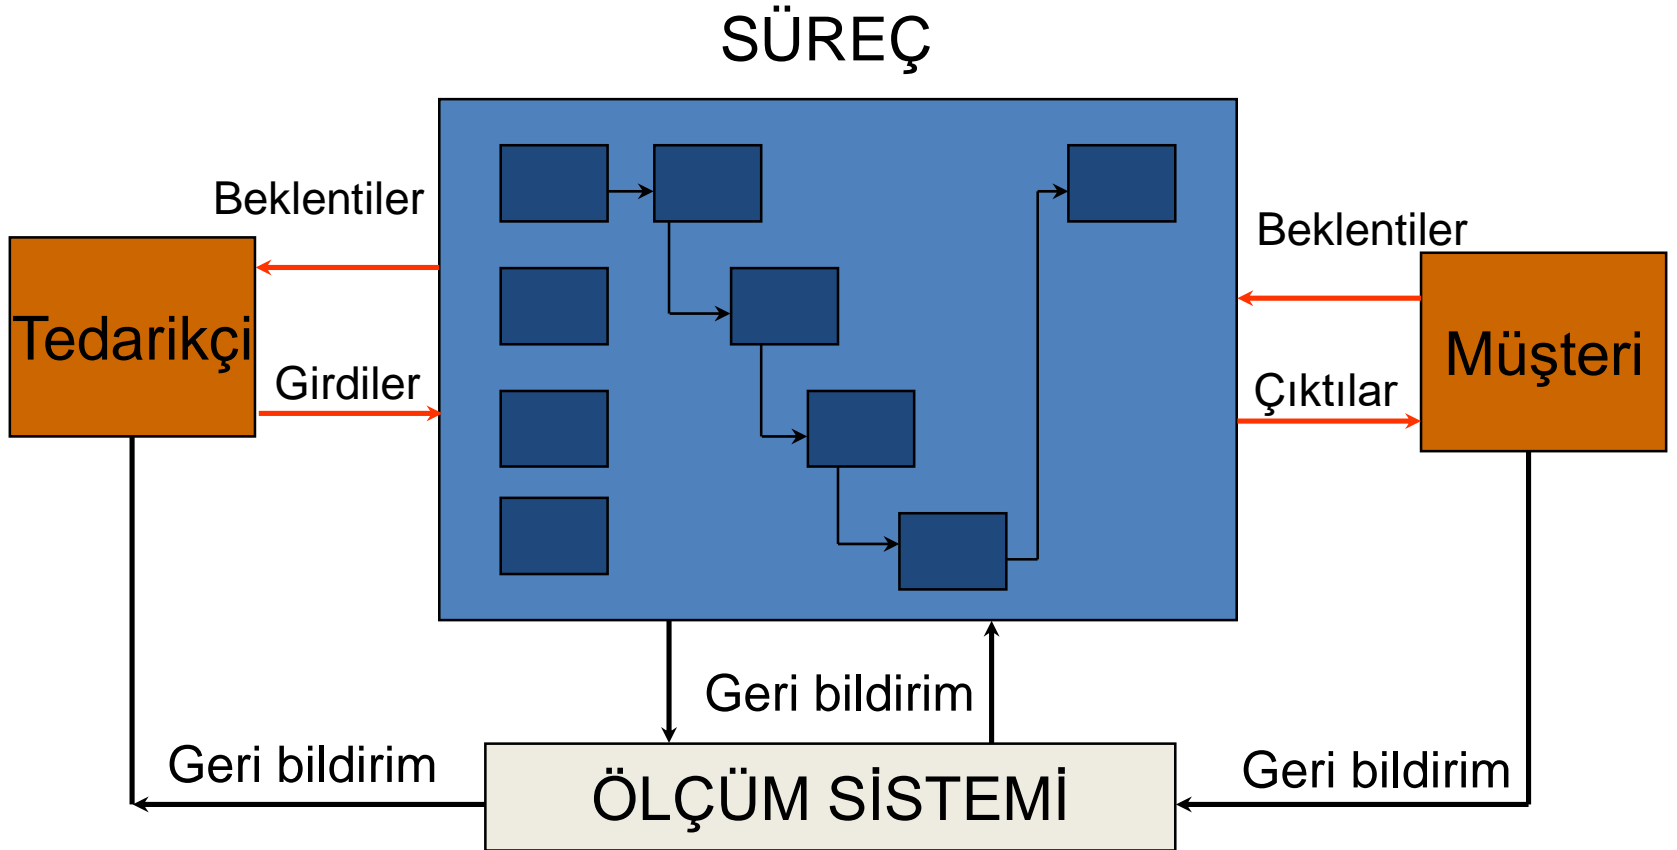 SÜREÇ
Beklentiler
Beklentiler
Tedarikçi
Müşteri
Girdiler
Çıktılar
Geri bildirim
Geri bildirim
Geri bildirim
ÖLÇÜM SİSTEMİ